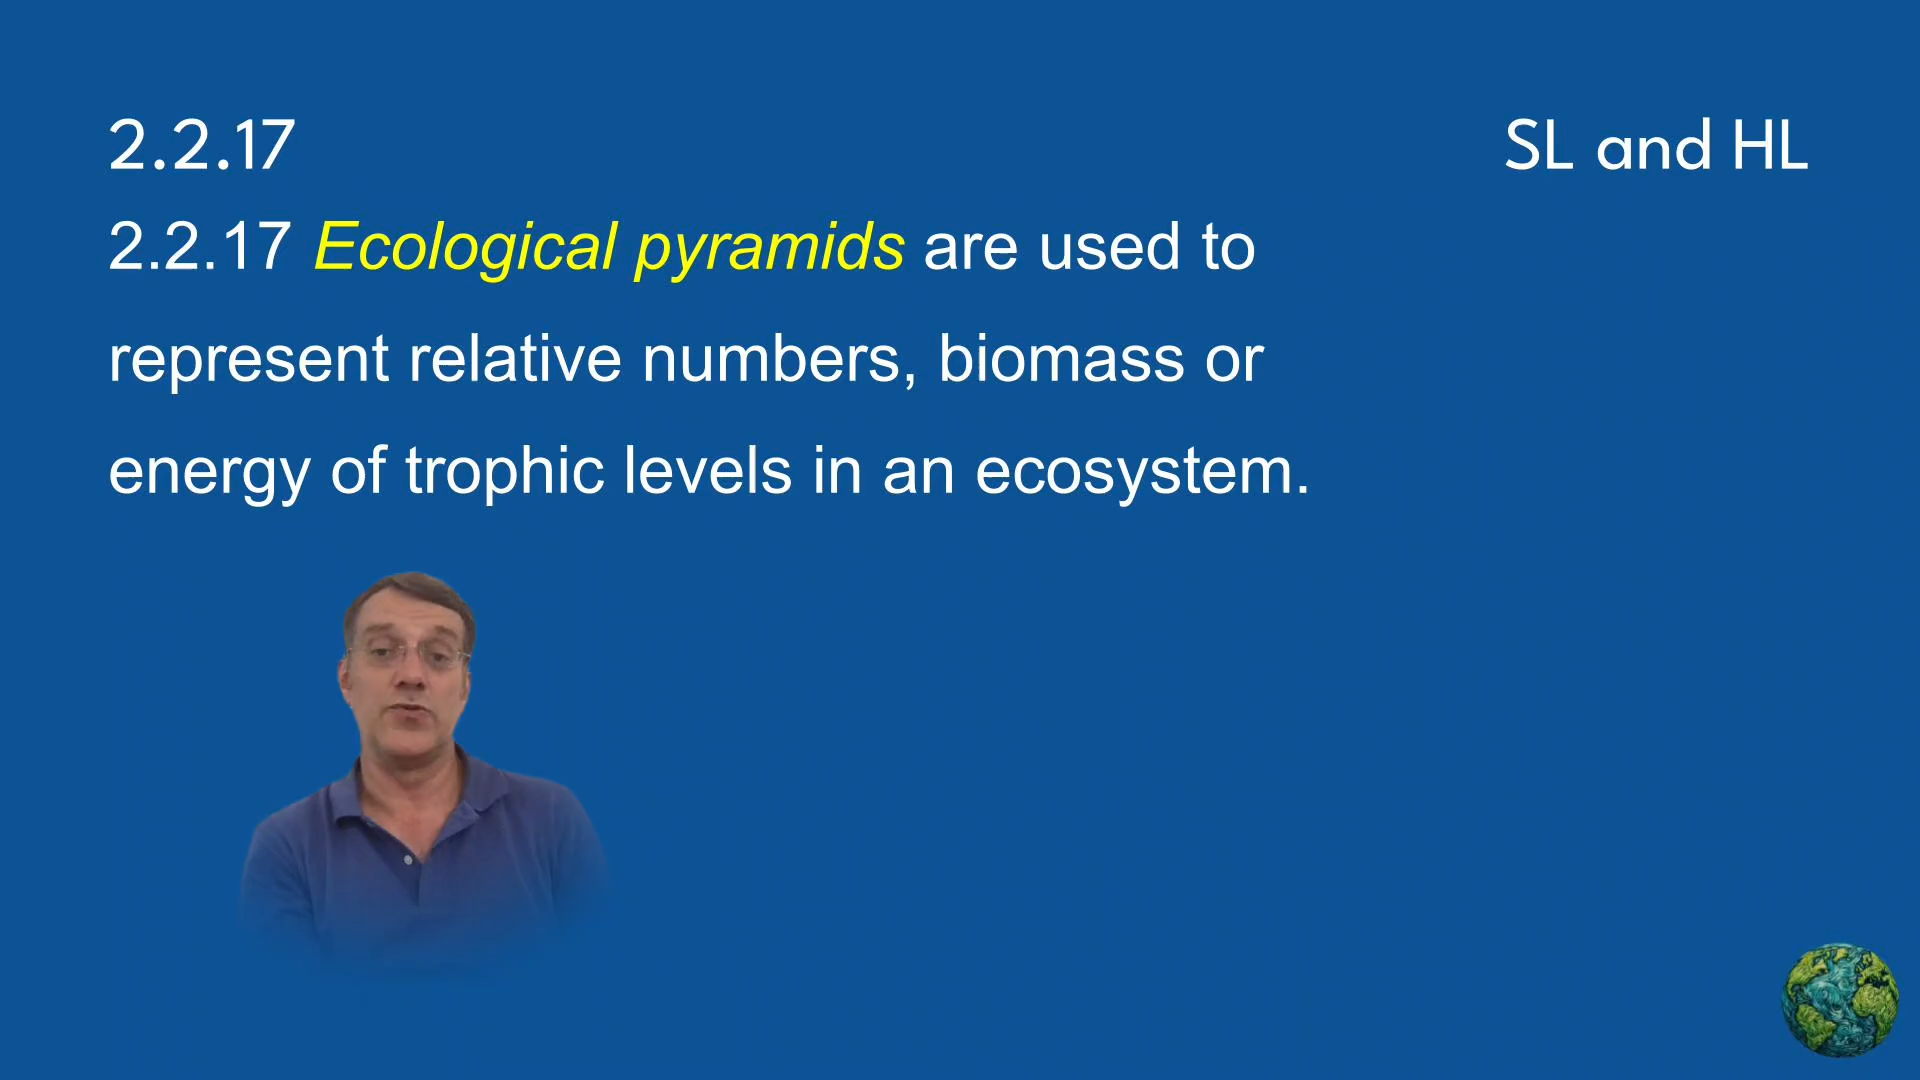 2.2.17
SL and HL
2.2.17 Ecological pyramids are used to
represent relative numbers, biomass or
energy of trophic levels in an ecosystem.